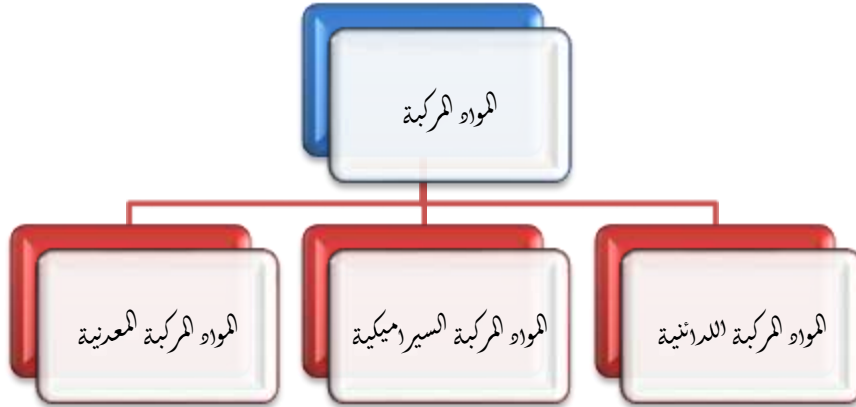 المواد المركبة
المواد المركبة اللدائنية
المواد المركبة السيراميكية
المواد المركبة المعدنية